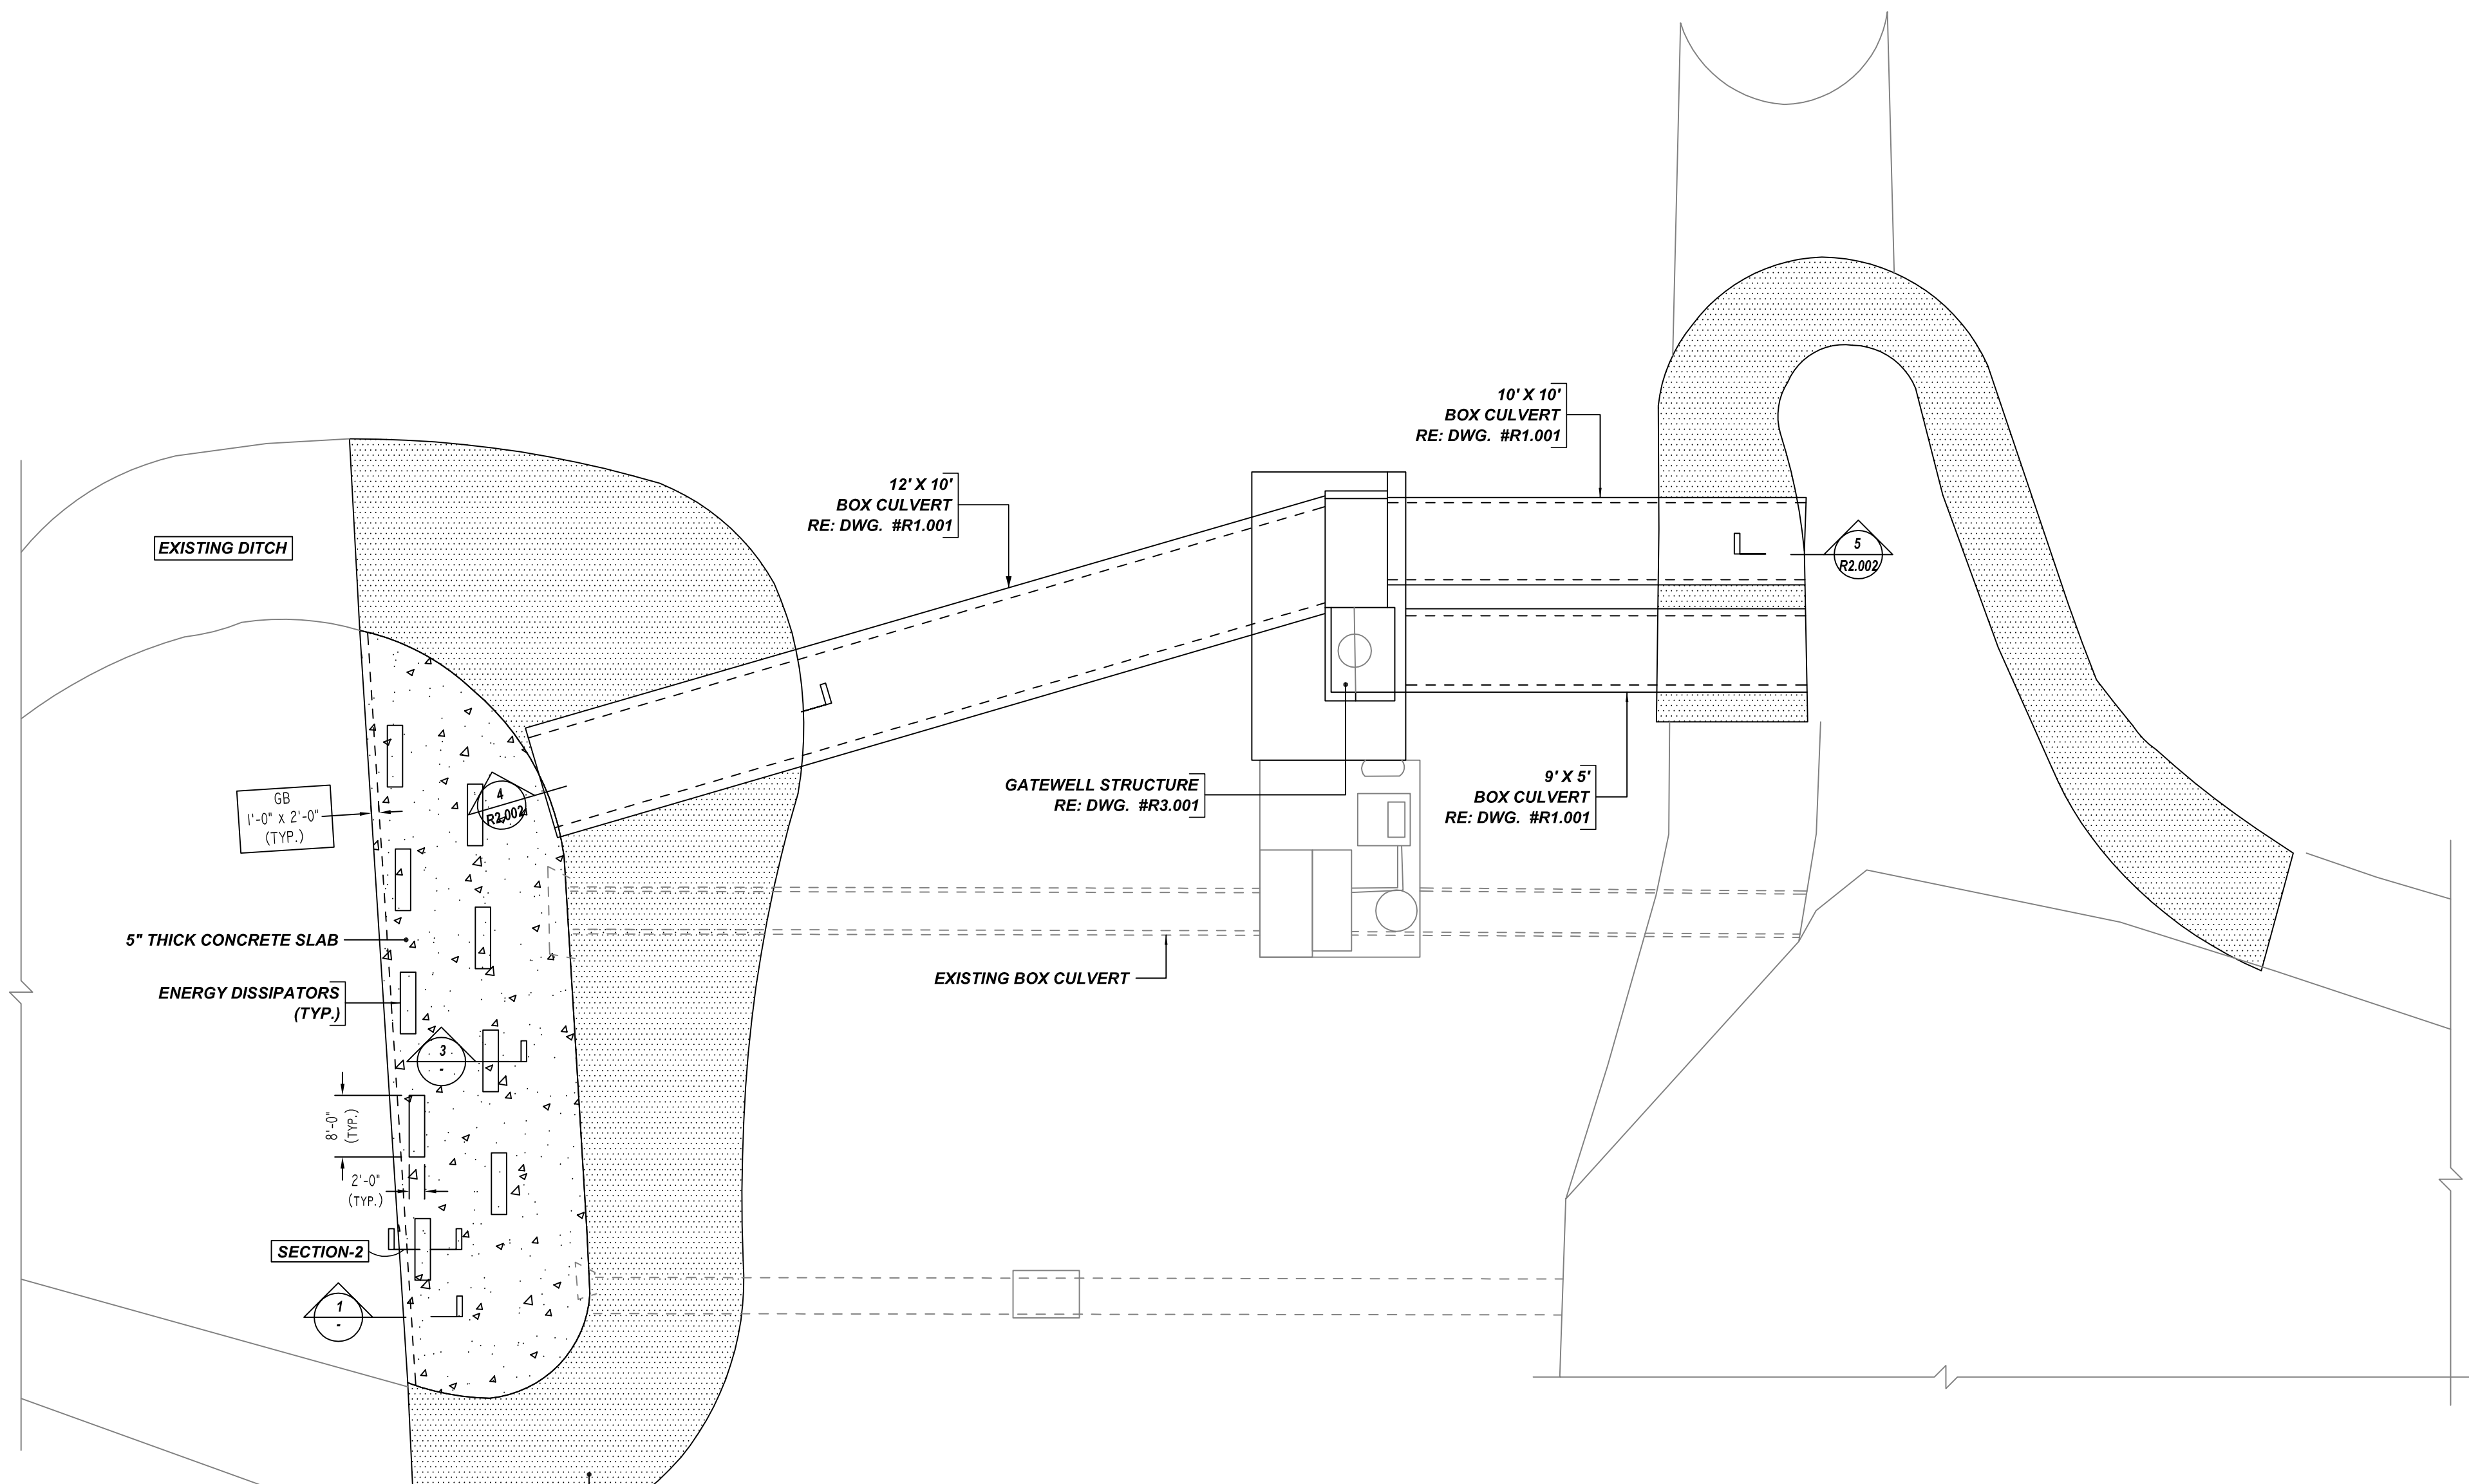 10' X 10'
BOX CULVERT
RE: DWG. #R1.001
12' X 10'
BOX CULVERT
RE: DWG. #R1.001
EXISTING DITCH
5
R2.002
GATEWELL STRUCTURE
RE: DWG. #R3.001
9' X 5'
BOX CULVERT
RE: DWG. #R1.001
4
R2.002
GB
1'-0" X 2'-0"
(TYP.)
5" THICK CONCRETE SLAB
EXISTING BOX CULVERT
ENERGY DISSIPATORS
(TYP.)
3
-
8'-0"
(TYP.)
2'-0"
(TYP.)
SECTION-2
1
-